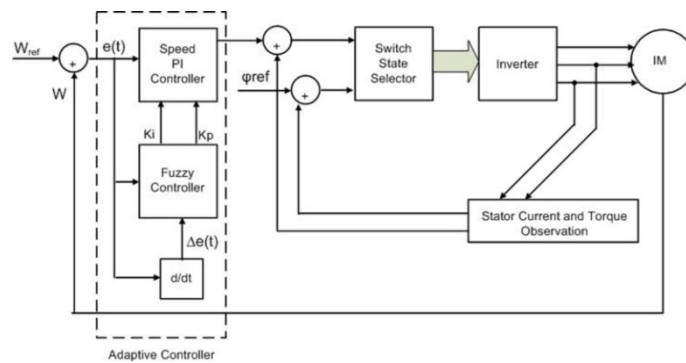 Wref
+
e(t)
W
Speed
PI
Controller
Ki
Kp
Fuzzy
Controller
Δe(t)
d/dt
Adaptive Controller
+
φref
+
Switch
State
Selector
Inverter
IM
Stator Current and Torque
Observation